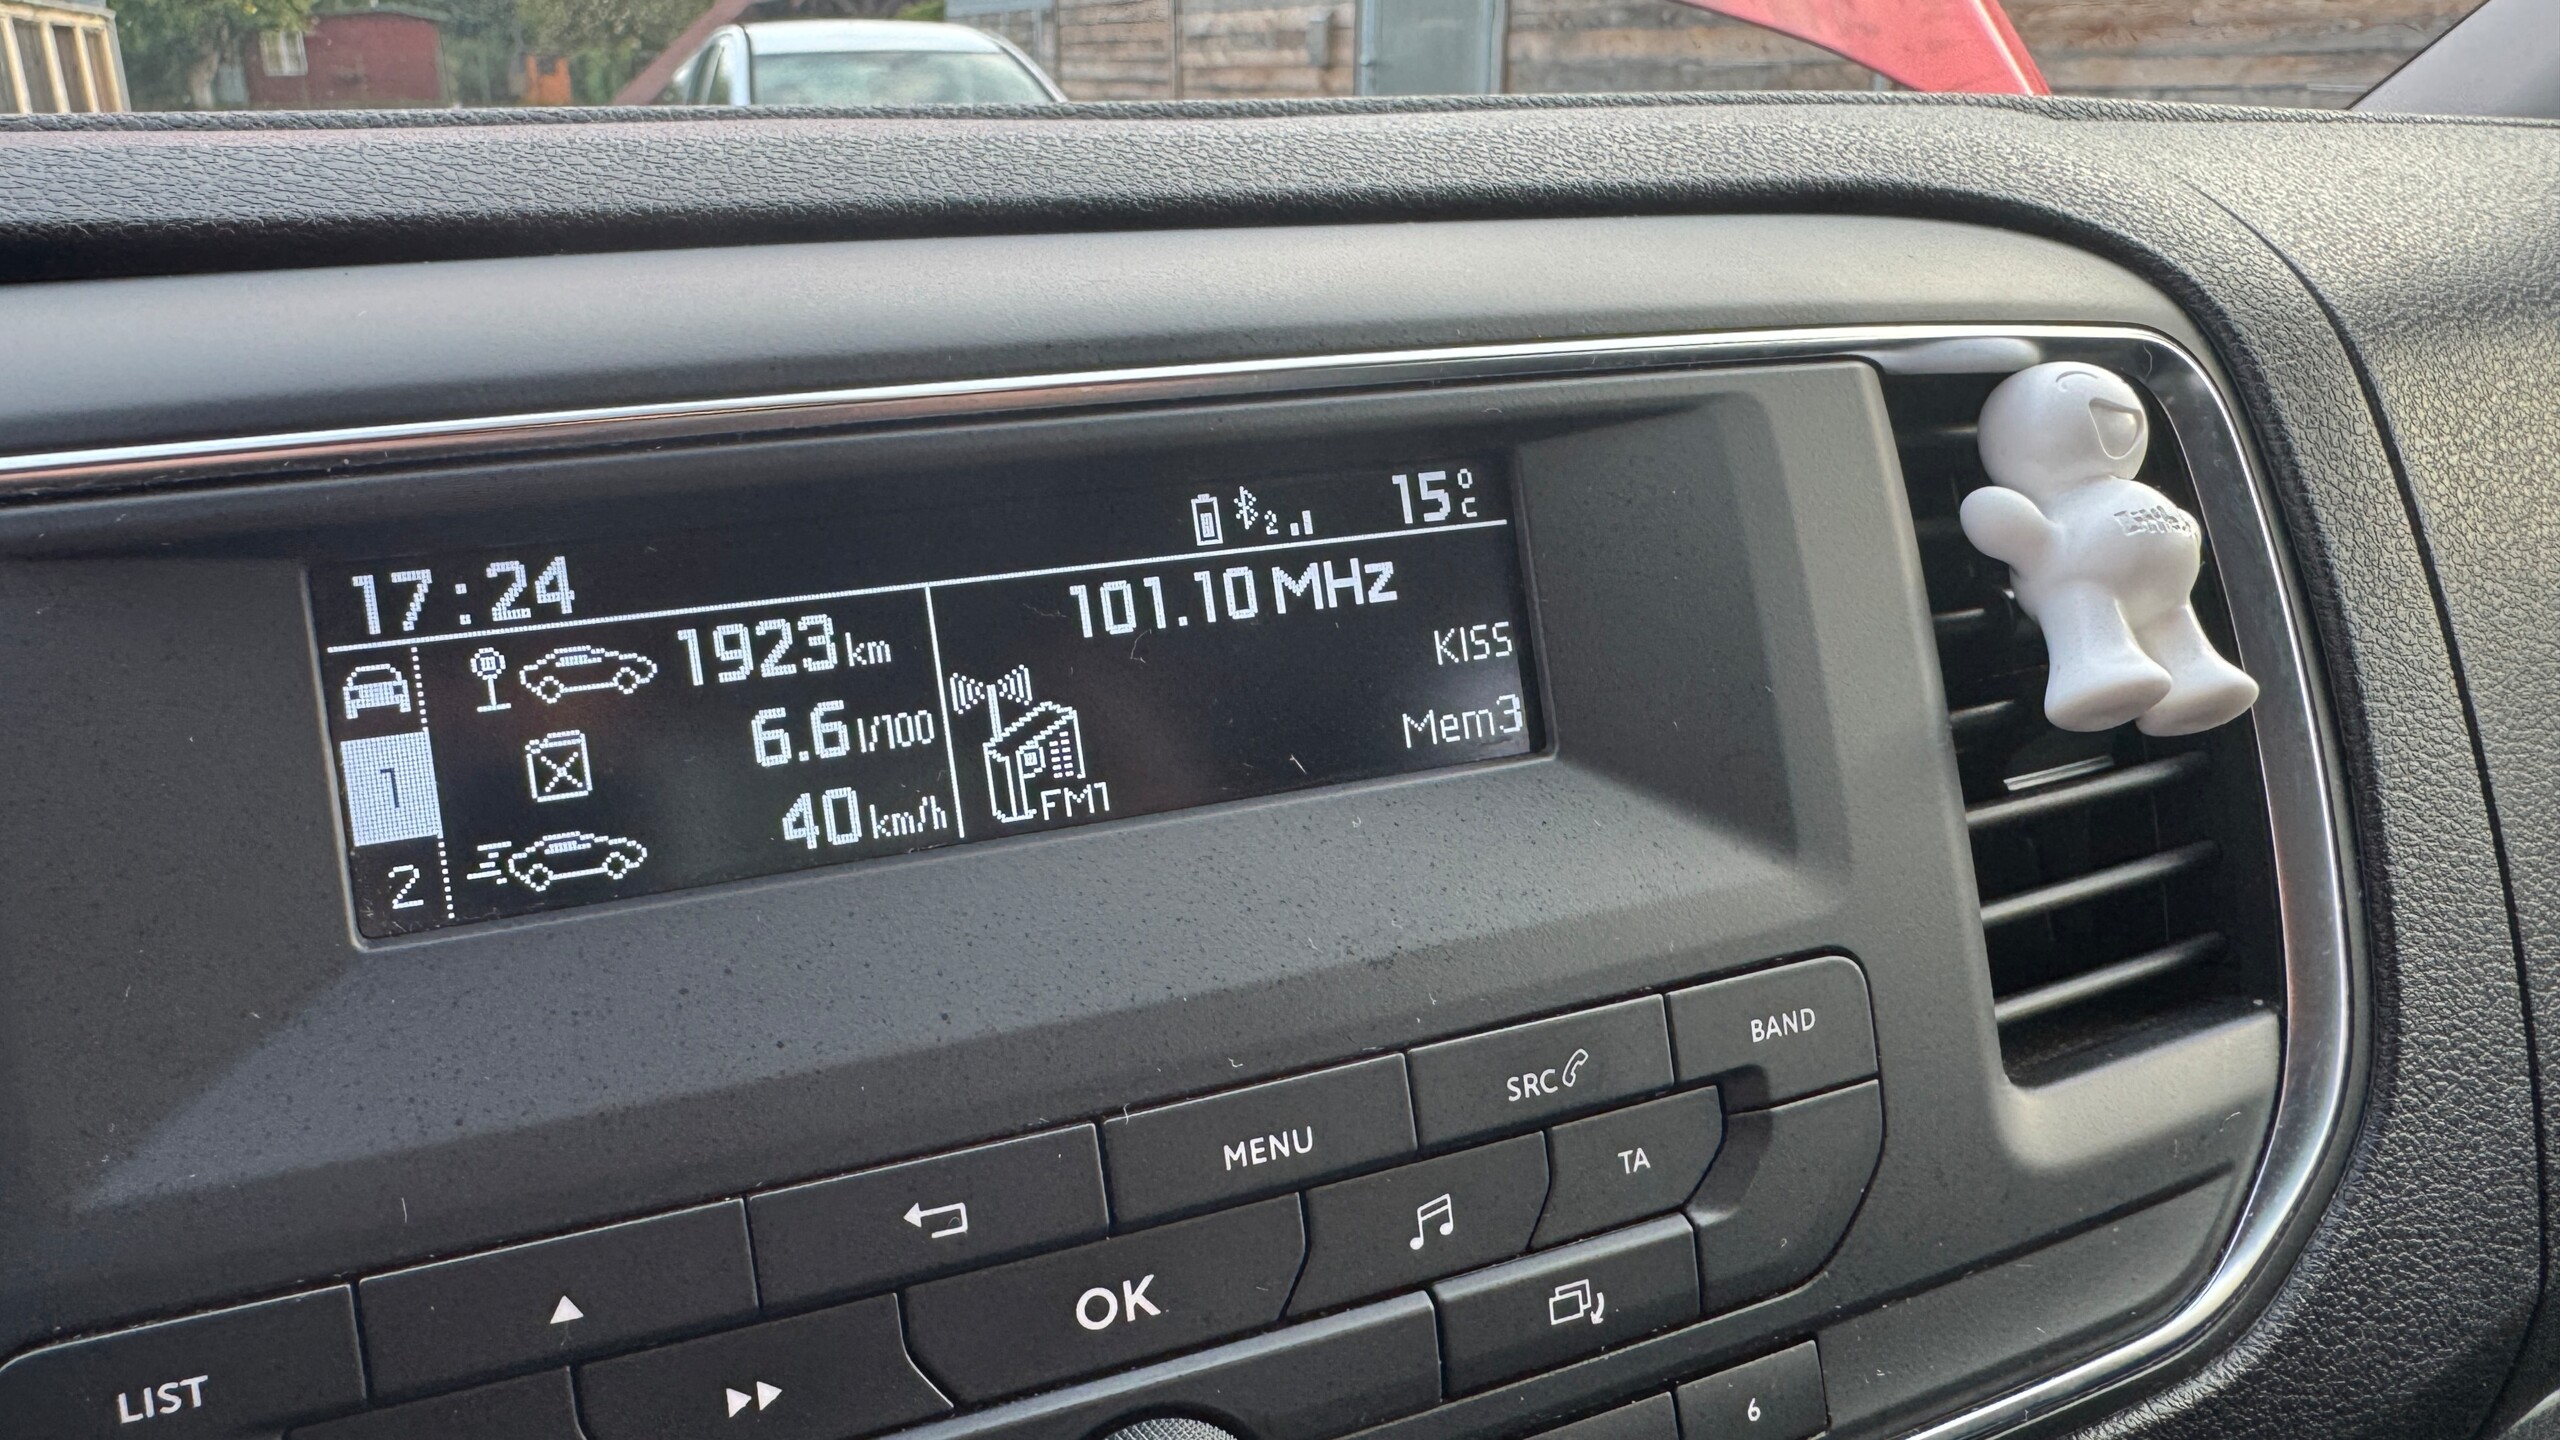 15°C
2
17:24
101.10 MHz
1923 km
KISS
6.6 l/100
Mem3
1
40 km/h
FM1
2
BAND
SRC
MENU
TA
OK
LIST
6